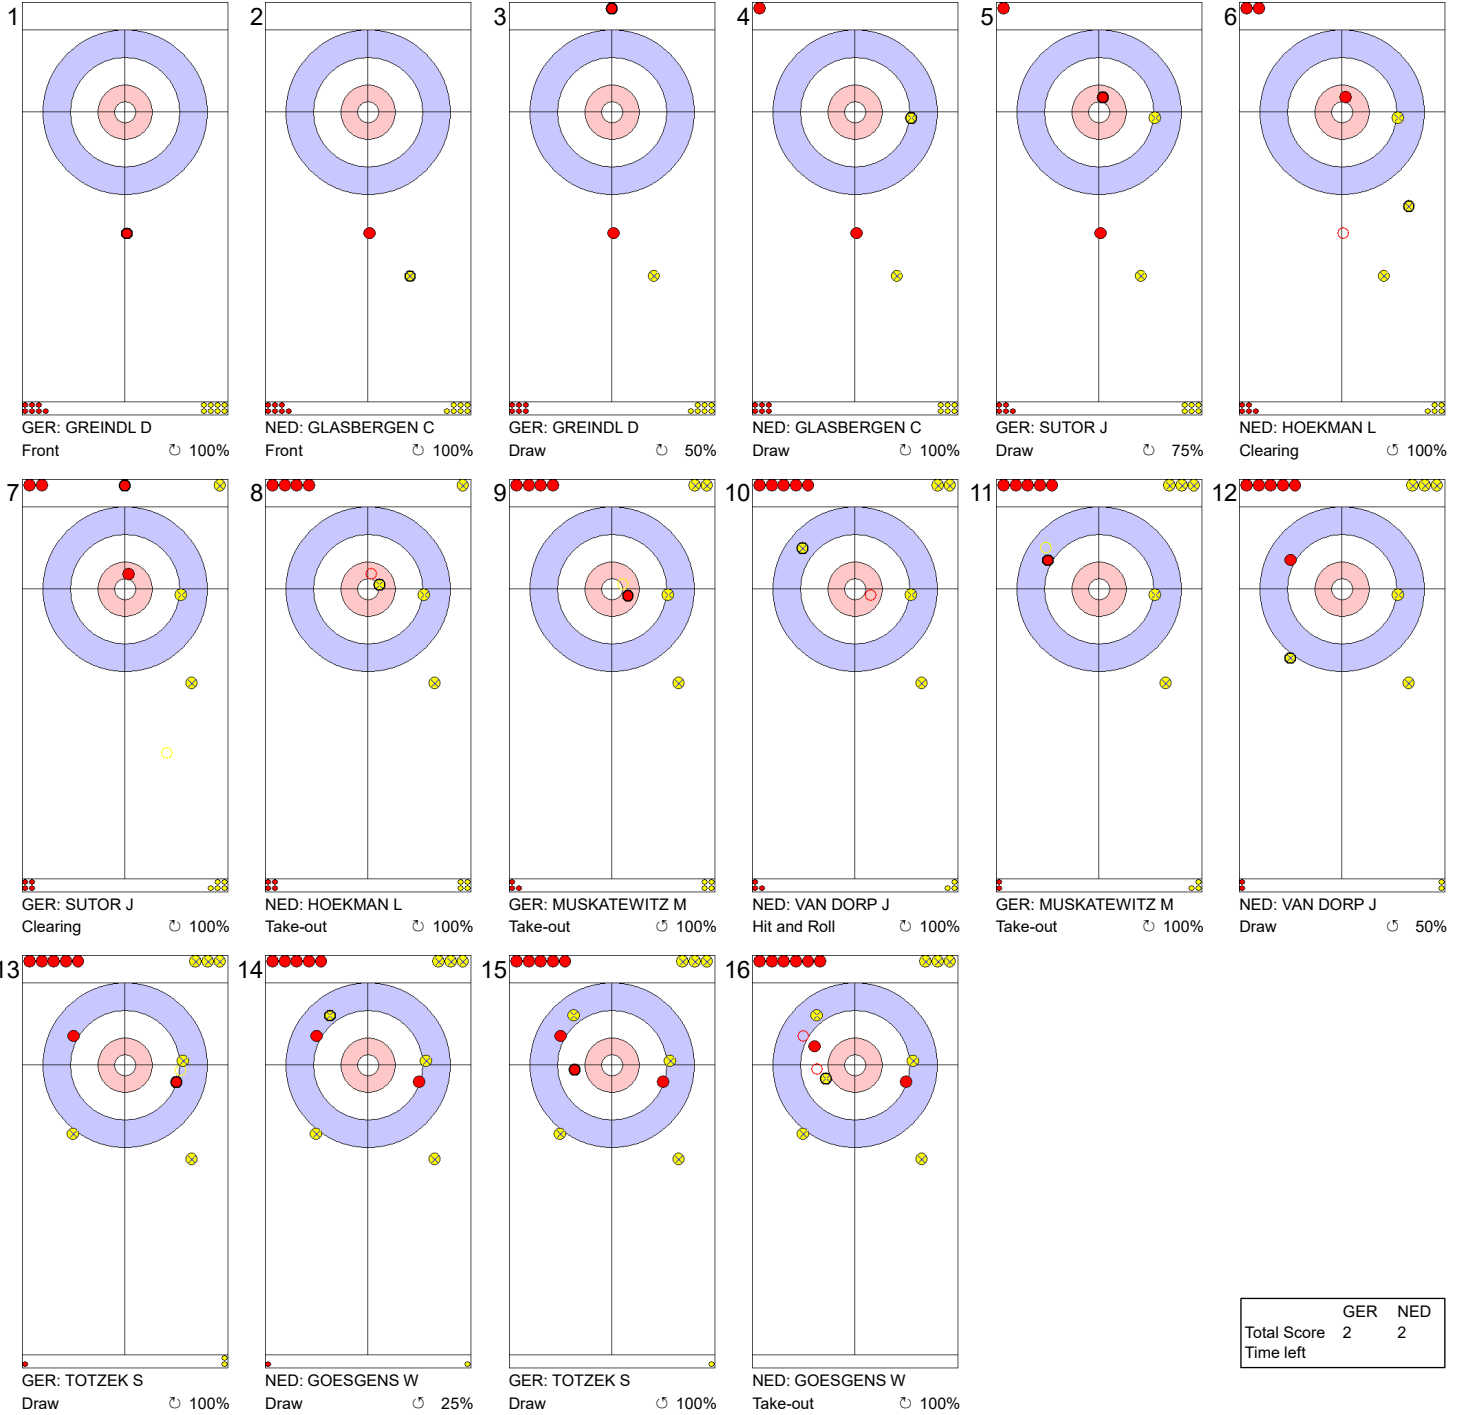 1 2 3 4 5 6
GER: GREINDL D NED: GLASBERGEN C GER: GREINDL D NED: GLASBERGEN C GER: SUTOR J NED: HOEKMAN L
Front ↻ 100% Front ↻ 100% Draw ↻ 50% Draw ↻ 100% Draw ↻ 75% Clearing ↻ 100%
7 8 9 10 11 12
GER: SUTOR J NED: HOEKMAN L GER: MUSKATEWITZ M NED: VAN DORP J GER: MUSKATEWITZ M NED: VAN DORP J
Clearing ↻ 100% Take-out ↻ 100% Take-out ↻ 100% Hit and Roll ↻ 100% Take-out ↻ 100% Draw ↺ 50%
13 14 15 16
GER: TOTZEK S NED: GOESGENS W GER: TOTZEK S NED: GOESGENS W
Draw ↻ 100% Draw ↺ 25% Draw ↺ 100% Take-out ↻ 100%
GER NED
Total Score 2 2
Time left